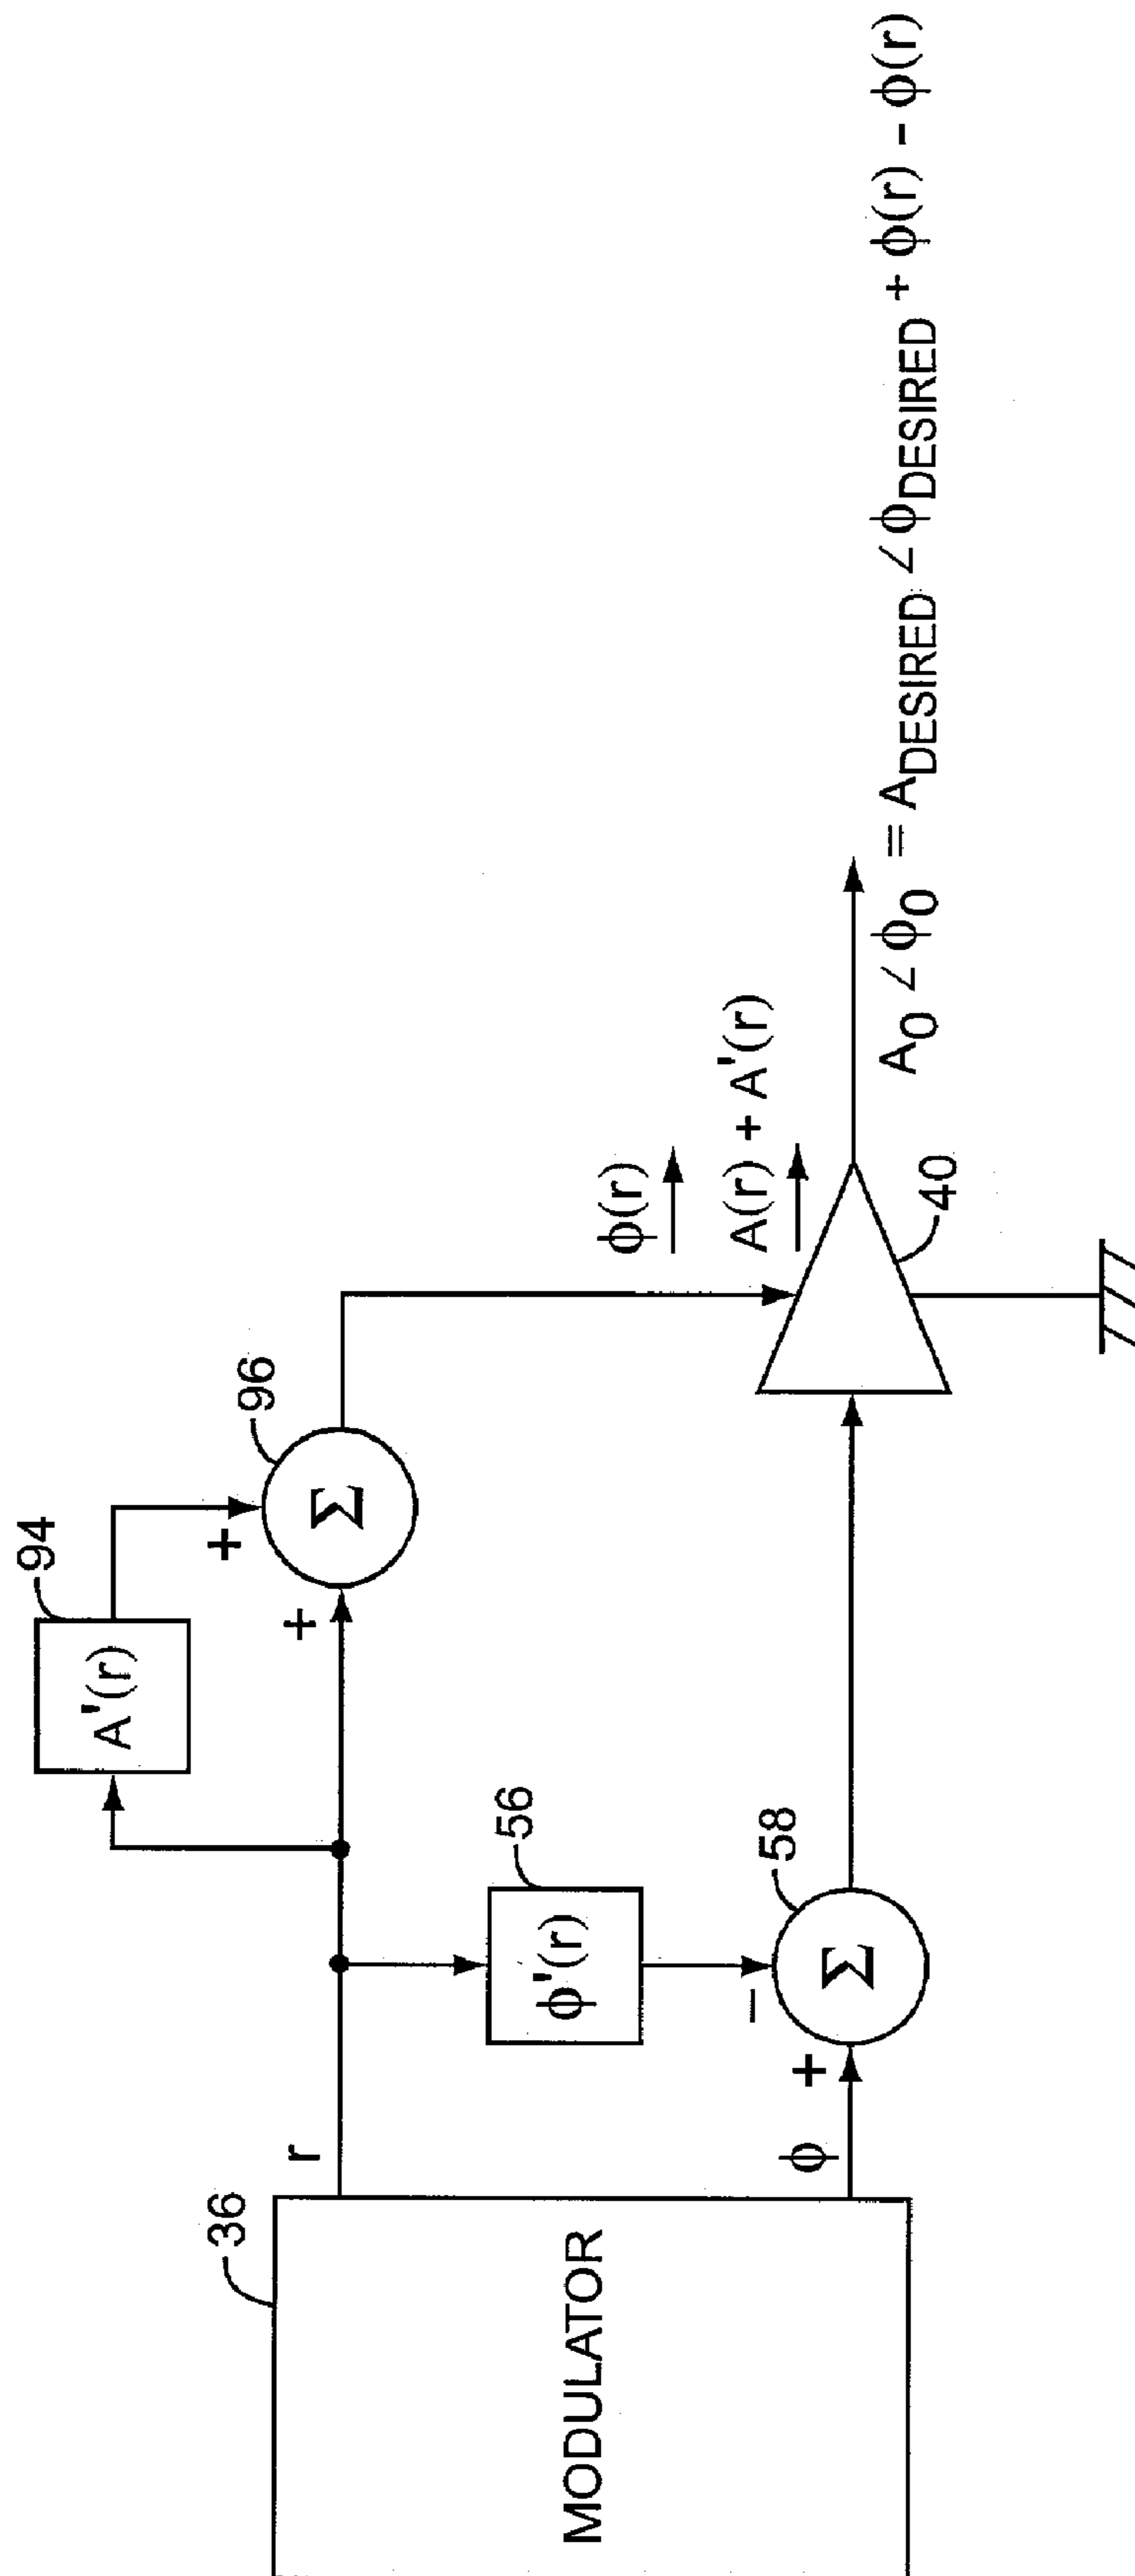 94
A'(r)
+
96
Σ
+
36
r
ϕ(r)
A(r) + A'(r)
56
ϕ'(r)
MODULATOR
−
58
Σ
+
ϕ
40
A0 ∠ ϕ0 = ADESIRED ∠ ϕDESIRED + ϕ(r) − ϕ(r)